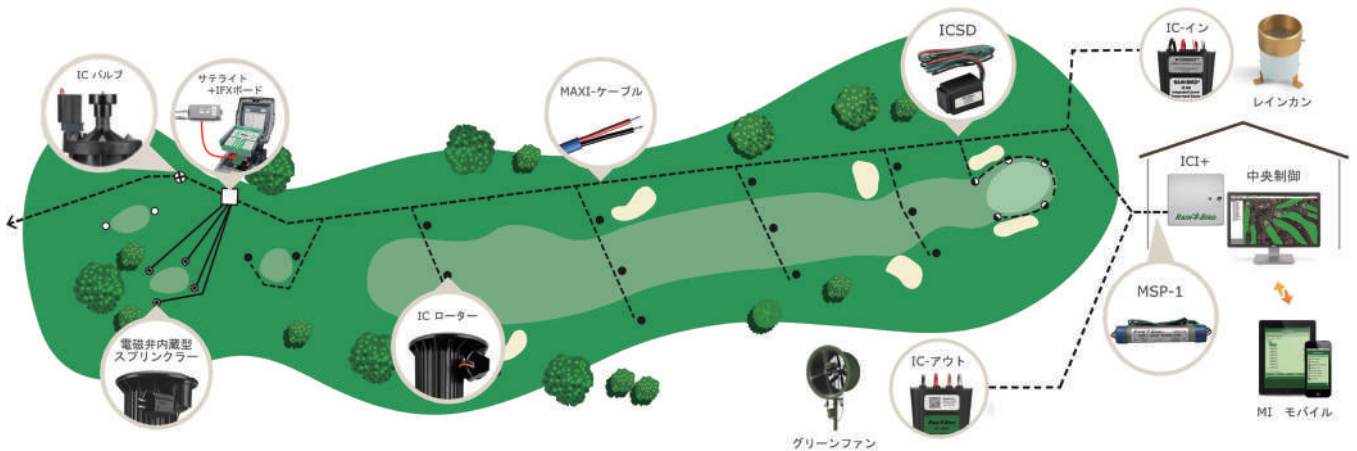 IC バルブ
サテライト
+IFXボード
MAXI-ケーブル
ICSD
IC-イン
レインカン
ICI+
中央制御
RAIN BIRD
MSP-1
IC ローター
電磁弁内蔵型
スプリンクラー
グリーンファン
IC-アウト
MI モバイル